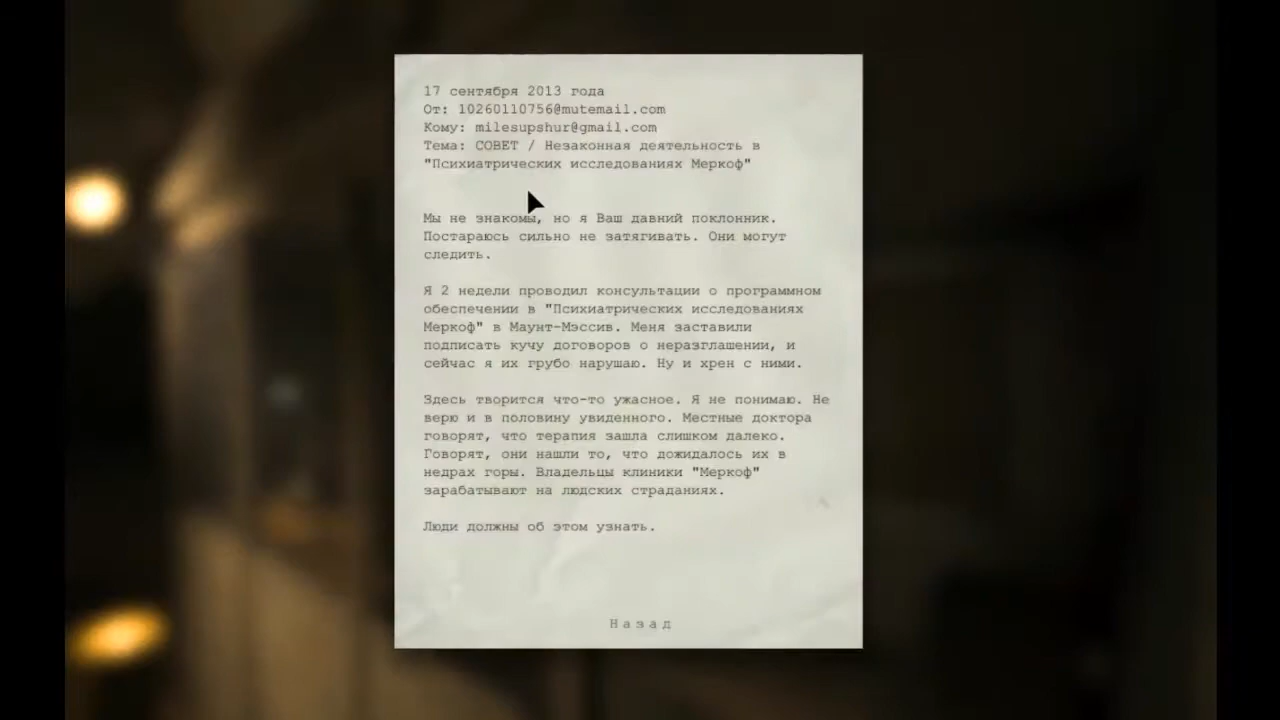 17 сентября 2013 года
От: 10260110756@mutemail.com
Кому: milesupshur@gmail.com
Тема: СОВЕТ / Незаконная деятельность в
"Психиатрических исследованиях Меркоф"
Мы не знакомы, но я Ваш давний поклонник.
Постараюсь сильно не затягивать. Они могут
следить.
Я 2 недели проводил консультации о программном
обеспечении в "Психиатрических исследованиях
Меркоф" в Маунт-Мэссив. Меня заставили
подписать кучу договоров о неразглашении, и
сейчас я их грубо нарушаю. Ну и хрен с ними.
Здесь творится что-то ужасное. Я не понимаю. Не
верю и в половину увиденного. Местные доктора
говорят, что терапия зашла слишком далеко.
Говорят, они нашли то, что дожидалось их в
недрах горы. Владельцы клиники "Меркоф"
зарабатывают на людских страданиях.
Люди должны об этом узнать.
Назад